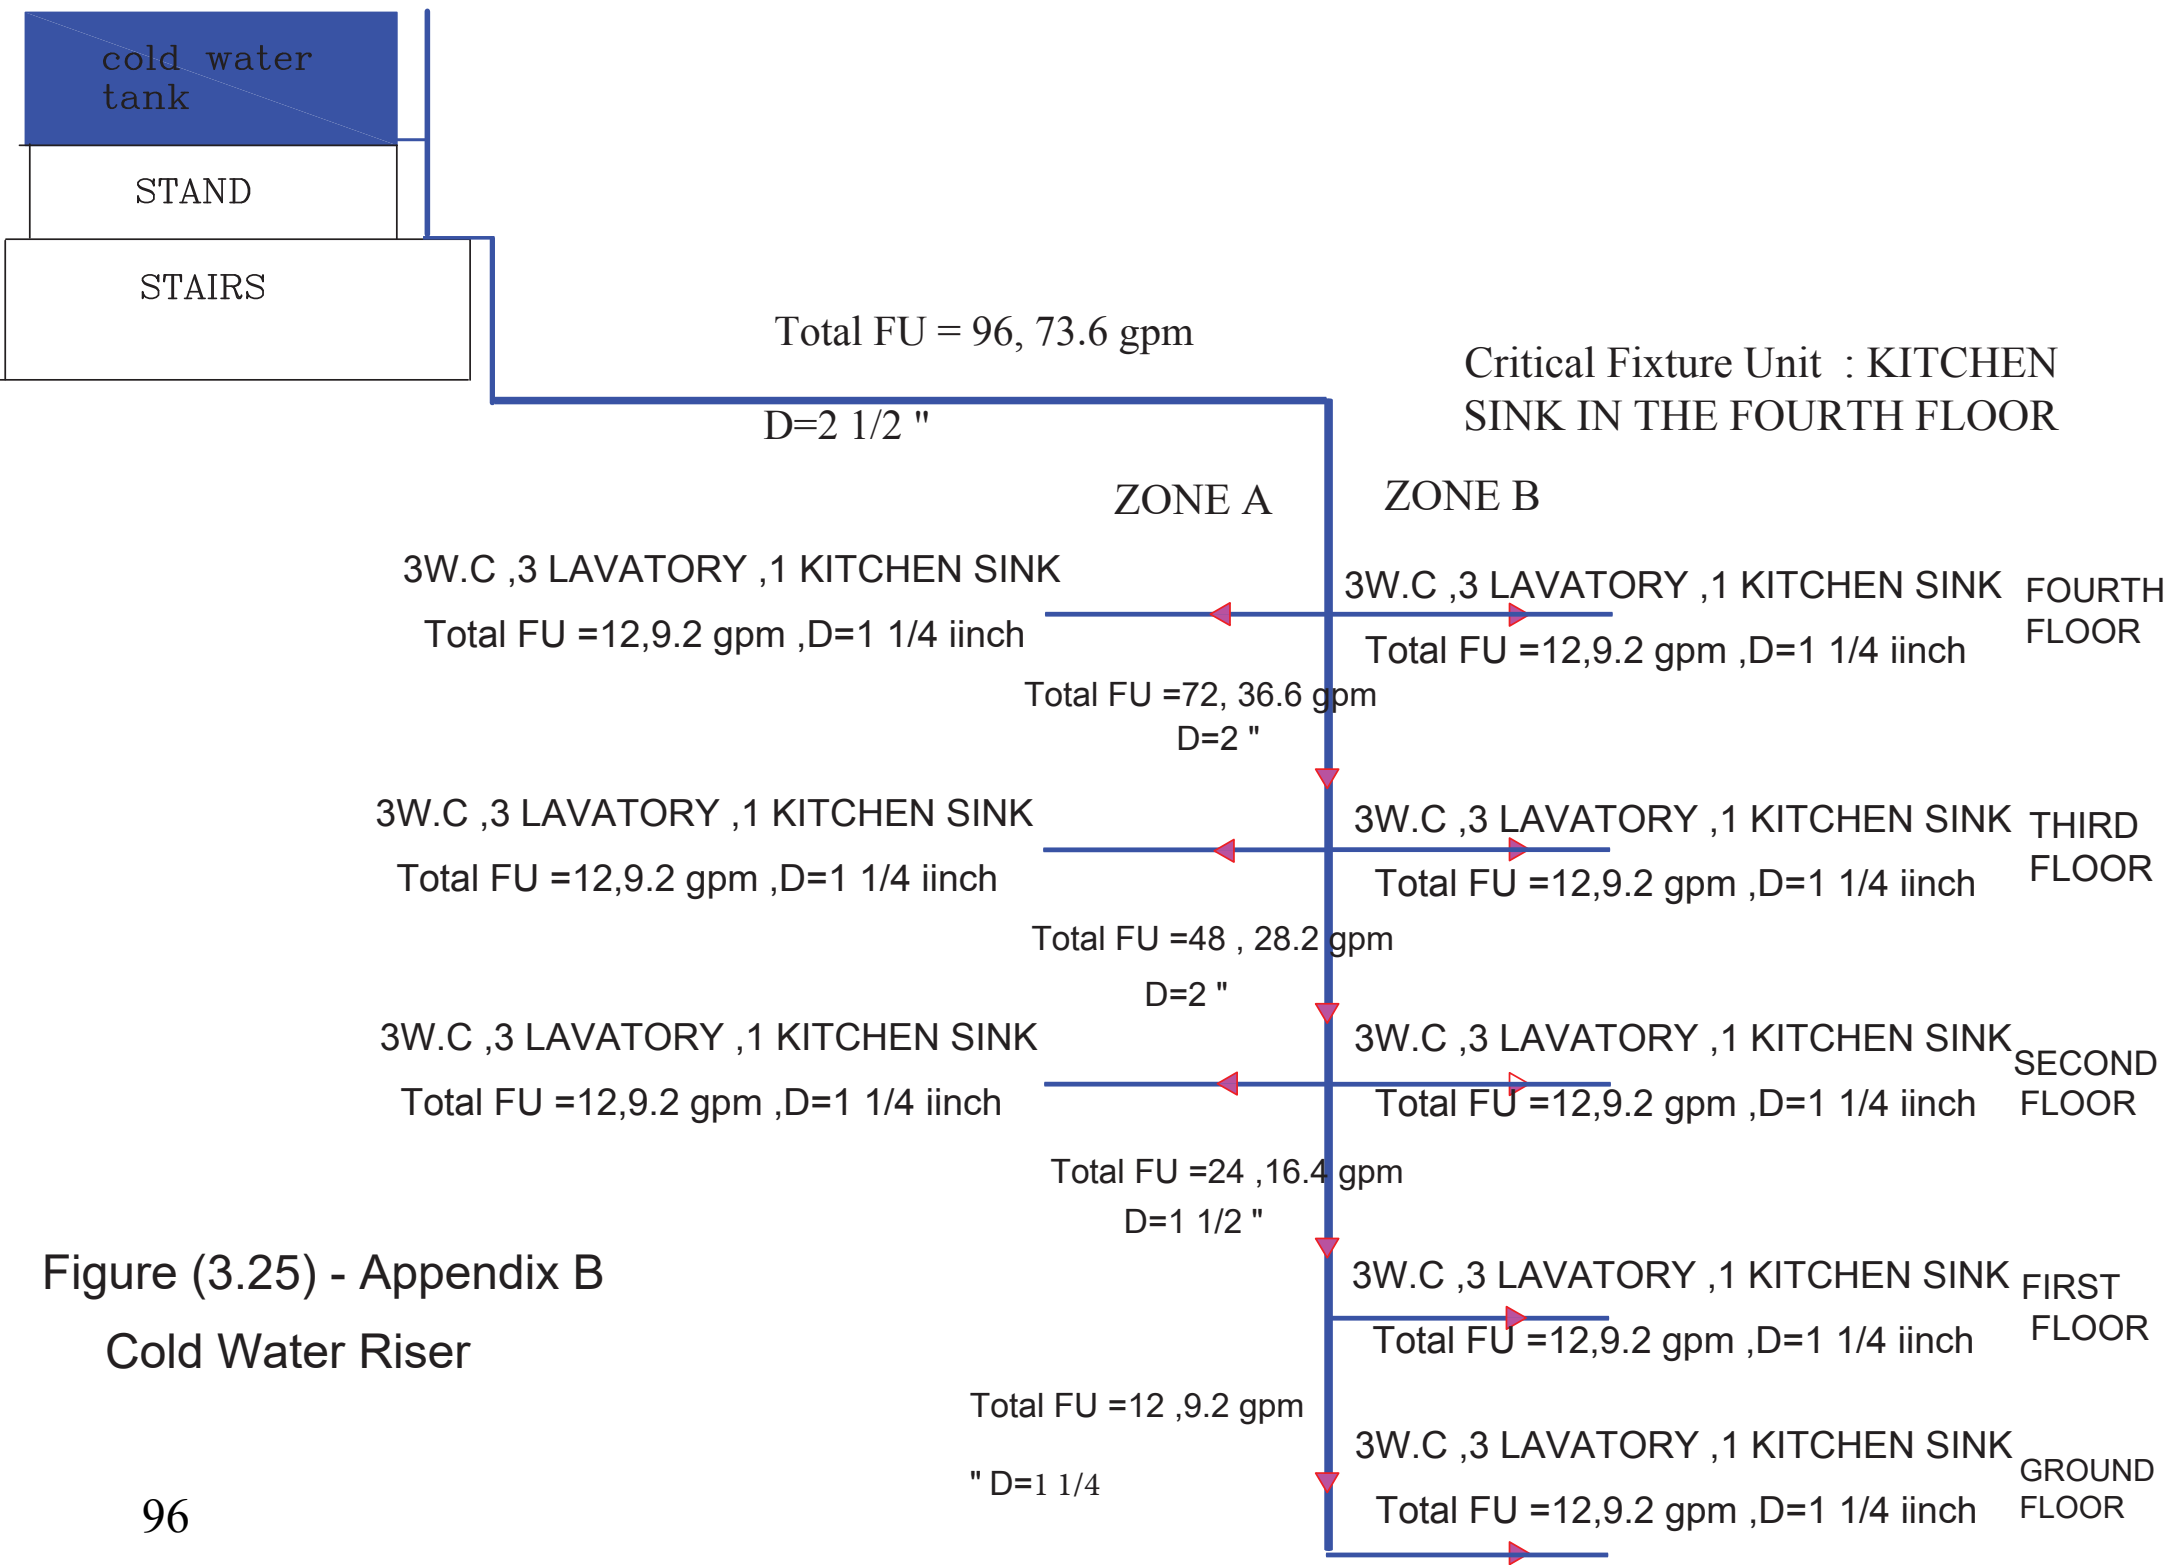 cold water
tank
STAND
STAIRS
Total FU = 96, 73.6 gpm
D=2 1/2 "
Critical Fixture Unit : KITCHEN
SINK IN THE FOURTH FLOOR
ZONE A
ZONE B
3W.C ,3 LAVATORY ,1 KITCHEN SINK
Total FU =12,9.2 gpm ,D=1 1/4 iinch
3W.C ,3 LAVATORY ,1 KITCHEN SINK
Total FU =12,9.2 gpm ,D=1 1/4 iinch
FOURTH
FLOOR
Total FU =72, 36.6 gpm
D=2 "
3W.C ,3 LAVATORY ,1 KITCHEN SINK
Total FU =12,9.2 gpm ,D=1 1/4 iinch
3W.C ,3 LAVATORY ,1 KITCHEN SINK
Total FU =12,9.2 gpm ,D=1 1/4 iinch
THIRD
FLOOR
Total FU =48 , 28.2 gpm
D=2 "
3W.C ,3 LAVATORY ,1 KITCHEN SINK
Total FU =12,9.2 gpm ,D=1 1/4 iinch
3W.C ,3 LAVATORY ,1 KITCHEN SINK
Total FU =12,9.2 gpm ,D=1 1/4 iinch
SECOND
FLOOR
Total FU =24 ,16.4 gpm
D=1 1/2 "
3W.C ,3 LAVATORY ,1 KITCHEN SINK
Total FU =12,9.2 gpm ,D=1 1/4 iinch
FIRST
FLOOR
Figure (3.25) - Appendix B
Cold Water Riser
Total FU =12 ,9.2 gpm
" D=1 1/4
3W.C ,3 LAVATORY ,1 KITCHEN SINK
Total FU =12,9.2 gpm ,D=1 1/4 iinch
GROUND
FLOOR
96